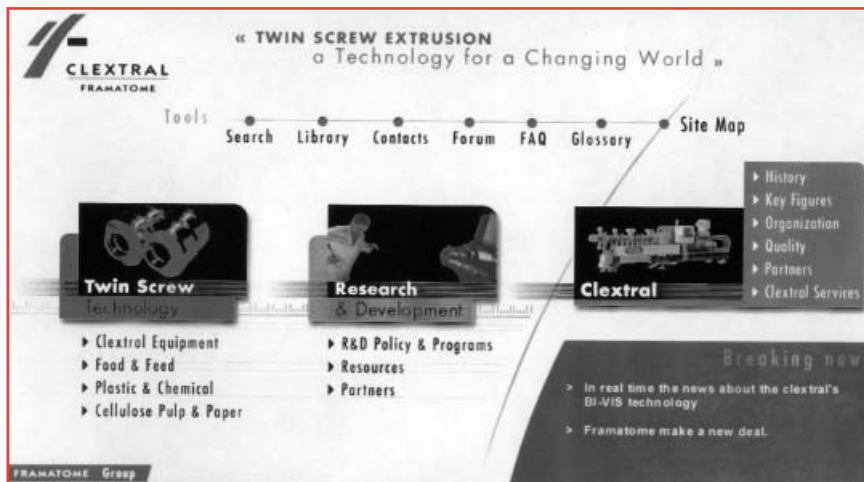 « TWIN SCREW EXTRUSION
a Technology for a Changing World »
CLEXTRAL
FRAMATOME
Tools
Search Library Contacts Forum FAQ Glossary Site Map
Twin Screw
Technology
Clextral Equipment
Food & Feed
Plastic & Chemical
Cellulose Pulp & Paper
Research
& Development
R&D Policy & Programs
Resources
Partners
Clextral
History
Key Figures
Organization
Quality
Partners
Clextral Services
Breaking new
> In real time the news about the clextral's
BI-VIS technology
> Framatome make a new deal.
FRAMATOME Group